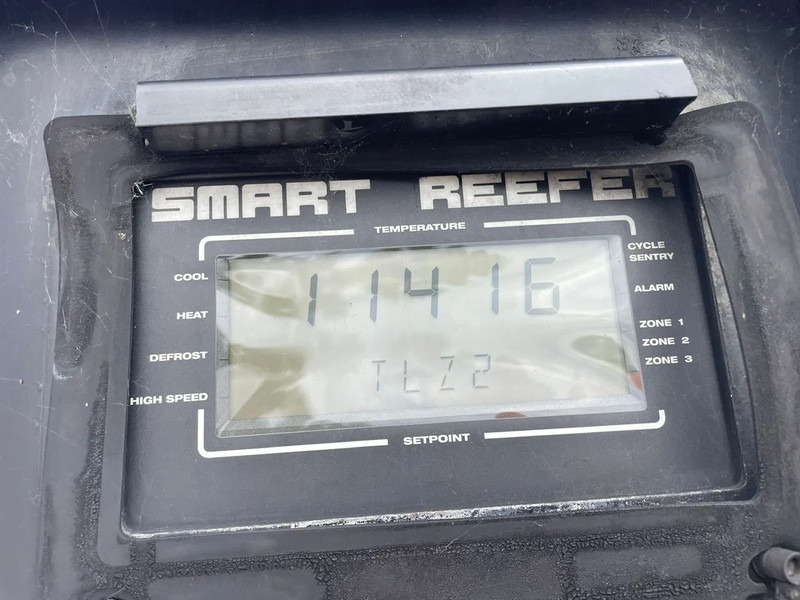 SMART REEFER
TEMPERATURE
CYCLE
SENTRY
COOL
ALARM
HEAT
ZONE 1
ZONE 2
DEFROST
ZONE 3
HIGH SPEED
11416
TLZ2
SETPOINT